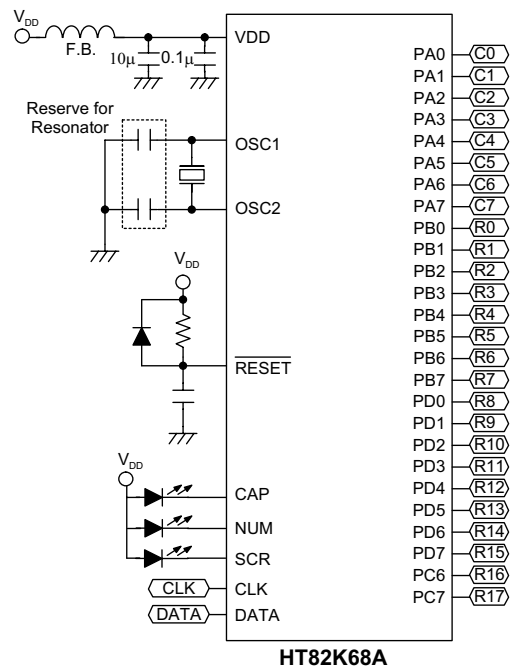 V_DD
F.B.
10μ
0.1μ
VDD
Reserve for
Resonator
OSC1
OSC2
V_DD
RESET
V_DD
CAP
NUM
SCR
CLK CLK
DATA DATA
PA0 C0
PA1 C1
PA2 C2
PA3 C3
PA4 C4
PA5 C5
PA6 C6
PA7 C7
PB0 R0
PB1 R1
PB2 R2
PB3 R3
PB4 R4
PB5 R5
PB6 R6
PB7 R7
PD0 R8
PD1 R9
PD2 R10
PD3 R11
PD4 R12
PD5 R13
PD6 R14
PD7 R15
PC6 R16
PC7 R17
HT82K68A